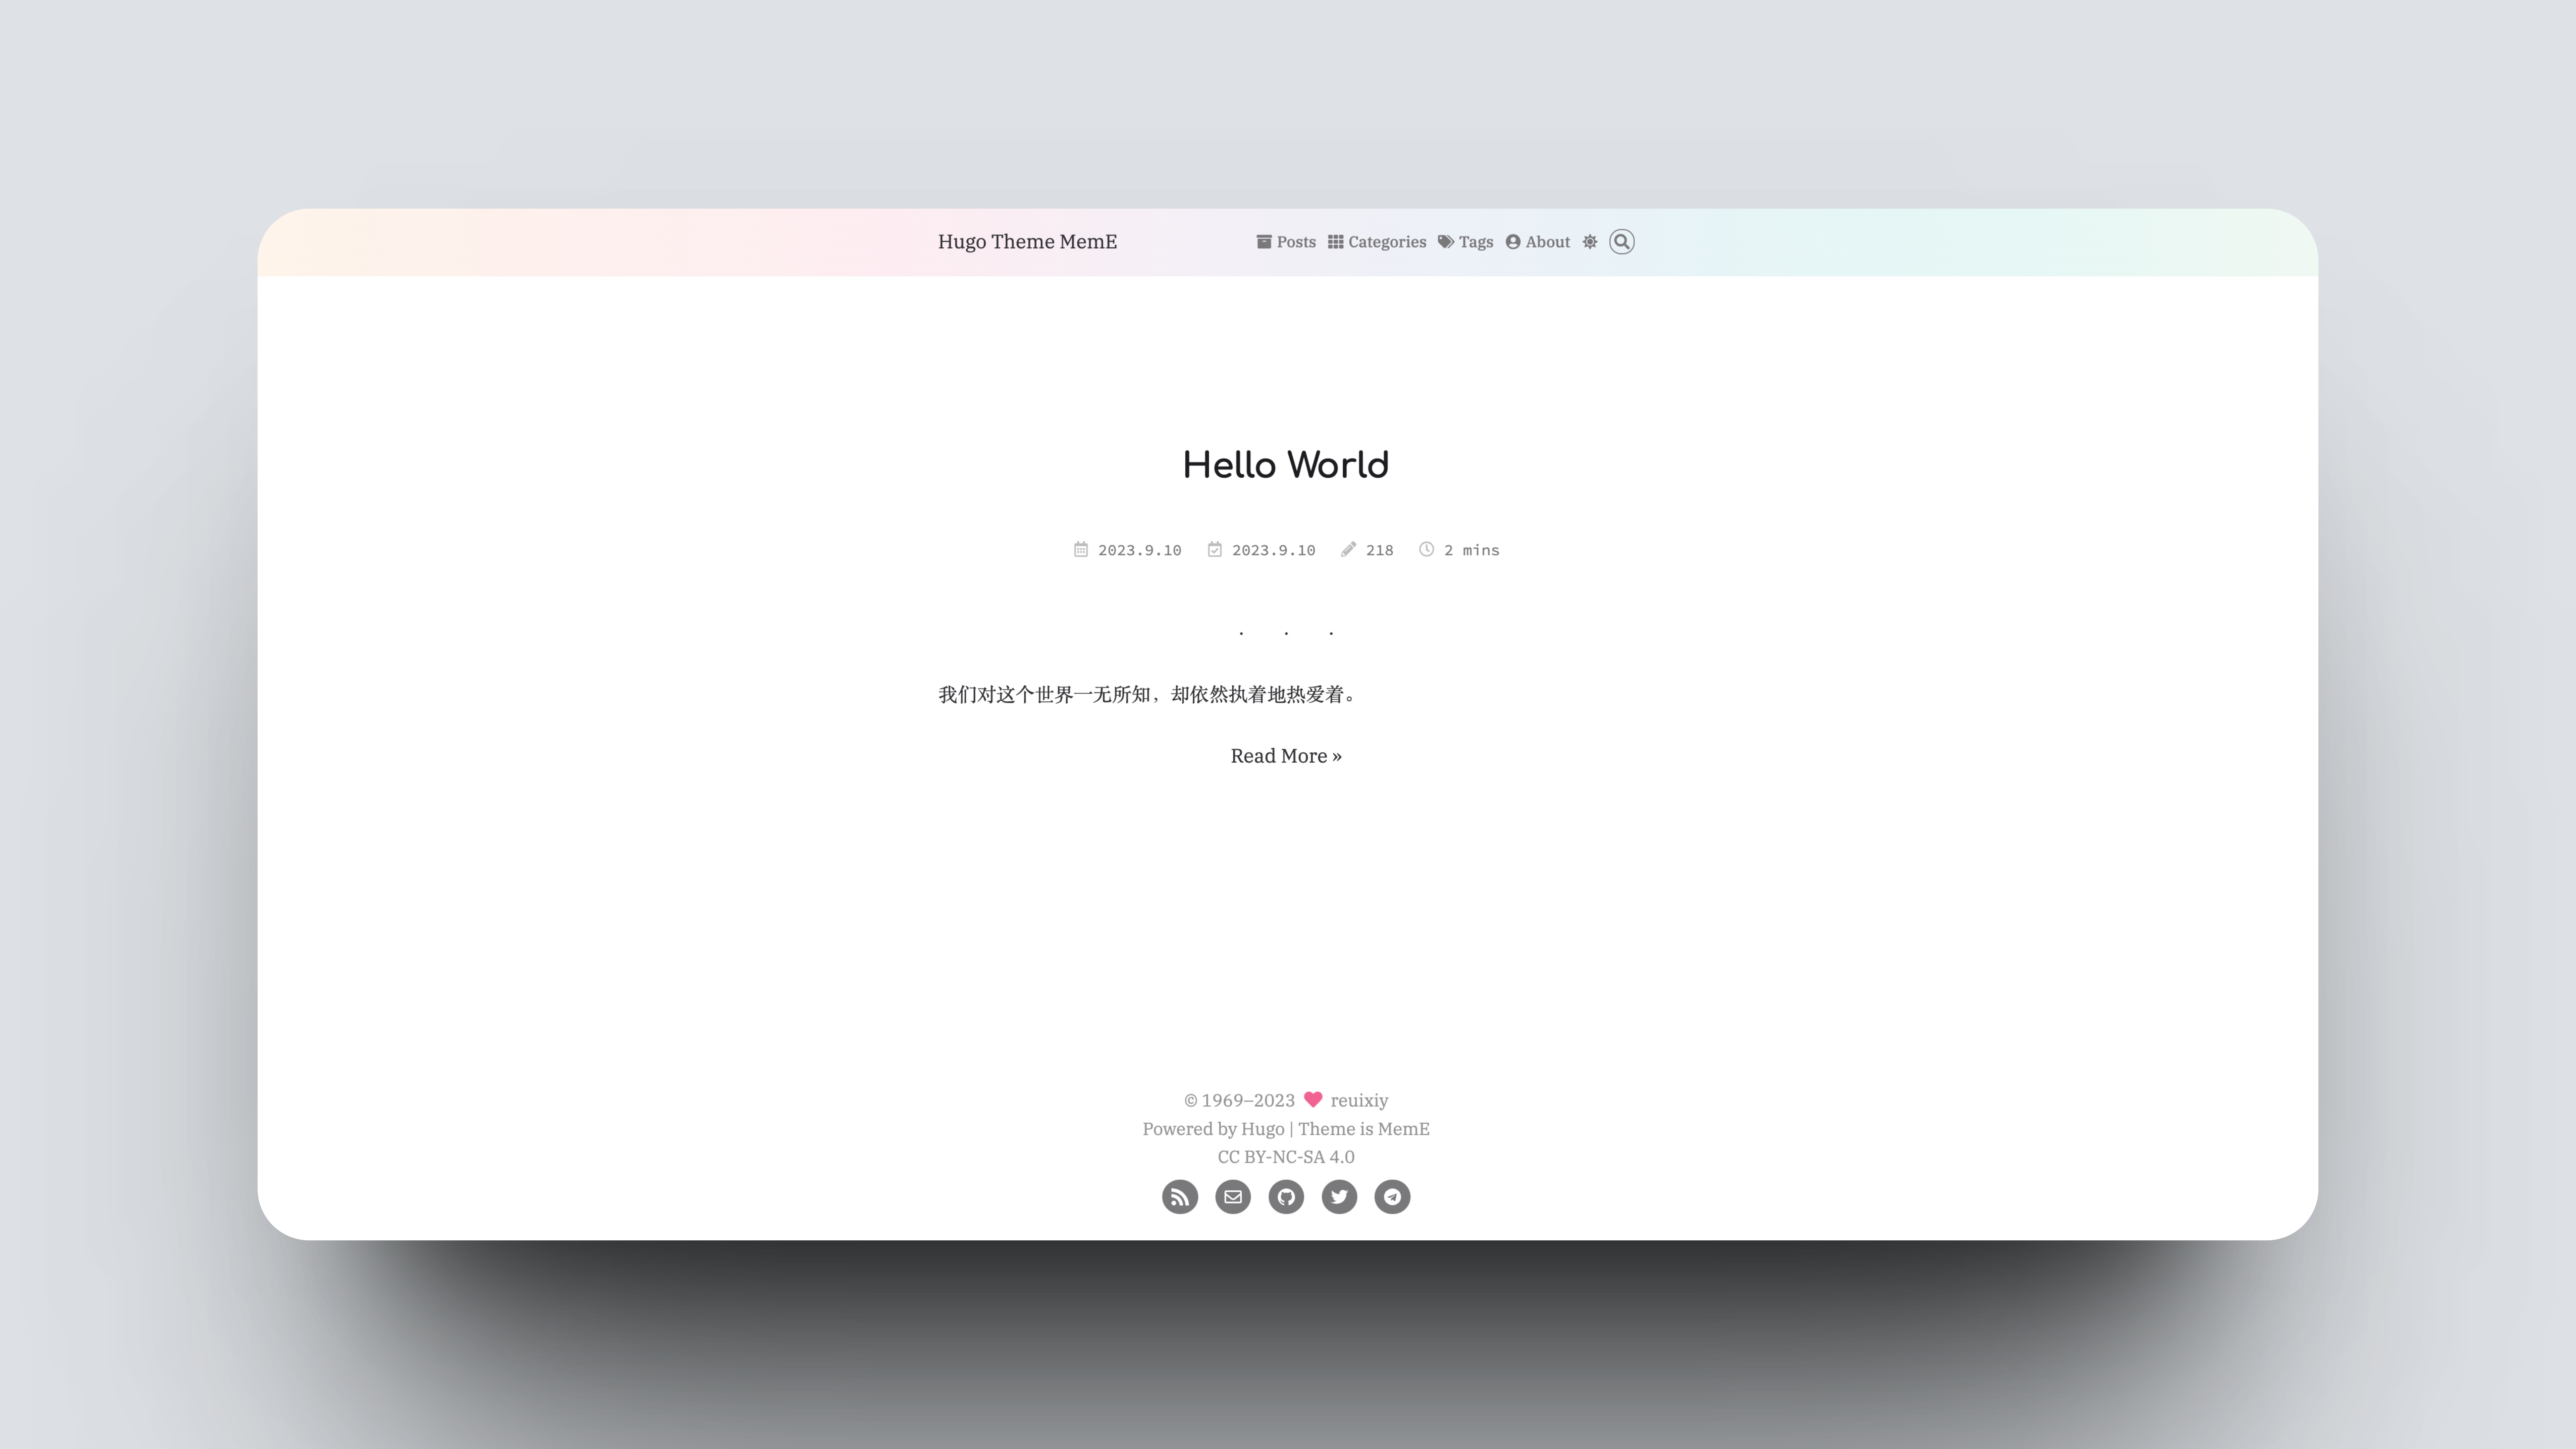 Hugo Theme MemE Posts Categories Tags About
Hello World
2023.9.10 2023.9.10 218 2 mins
. . .
我们对这个世界一无所知，却依然执着地热爱着。
Read More »
© 1969–2023 reuixiy
Powered by Hugo | Theme is MemE
CC BY-NC-SA 4.0